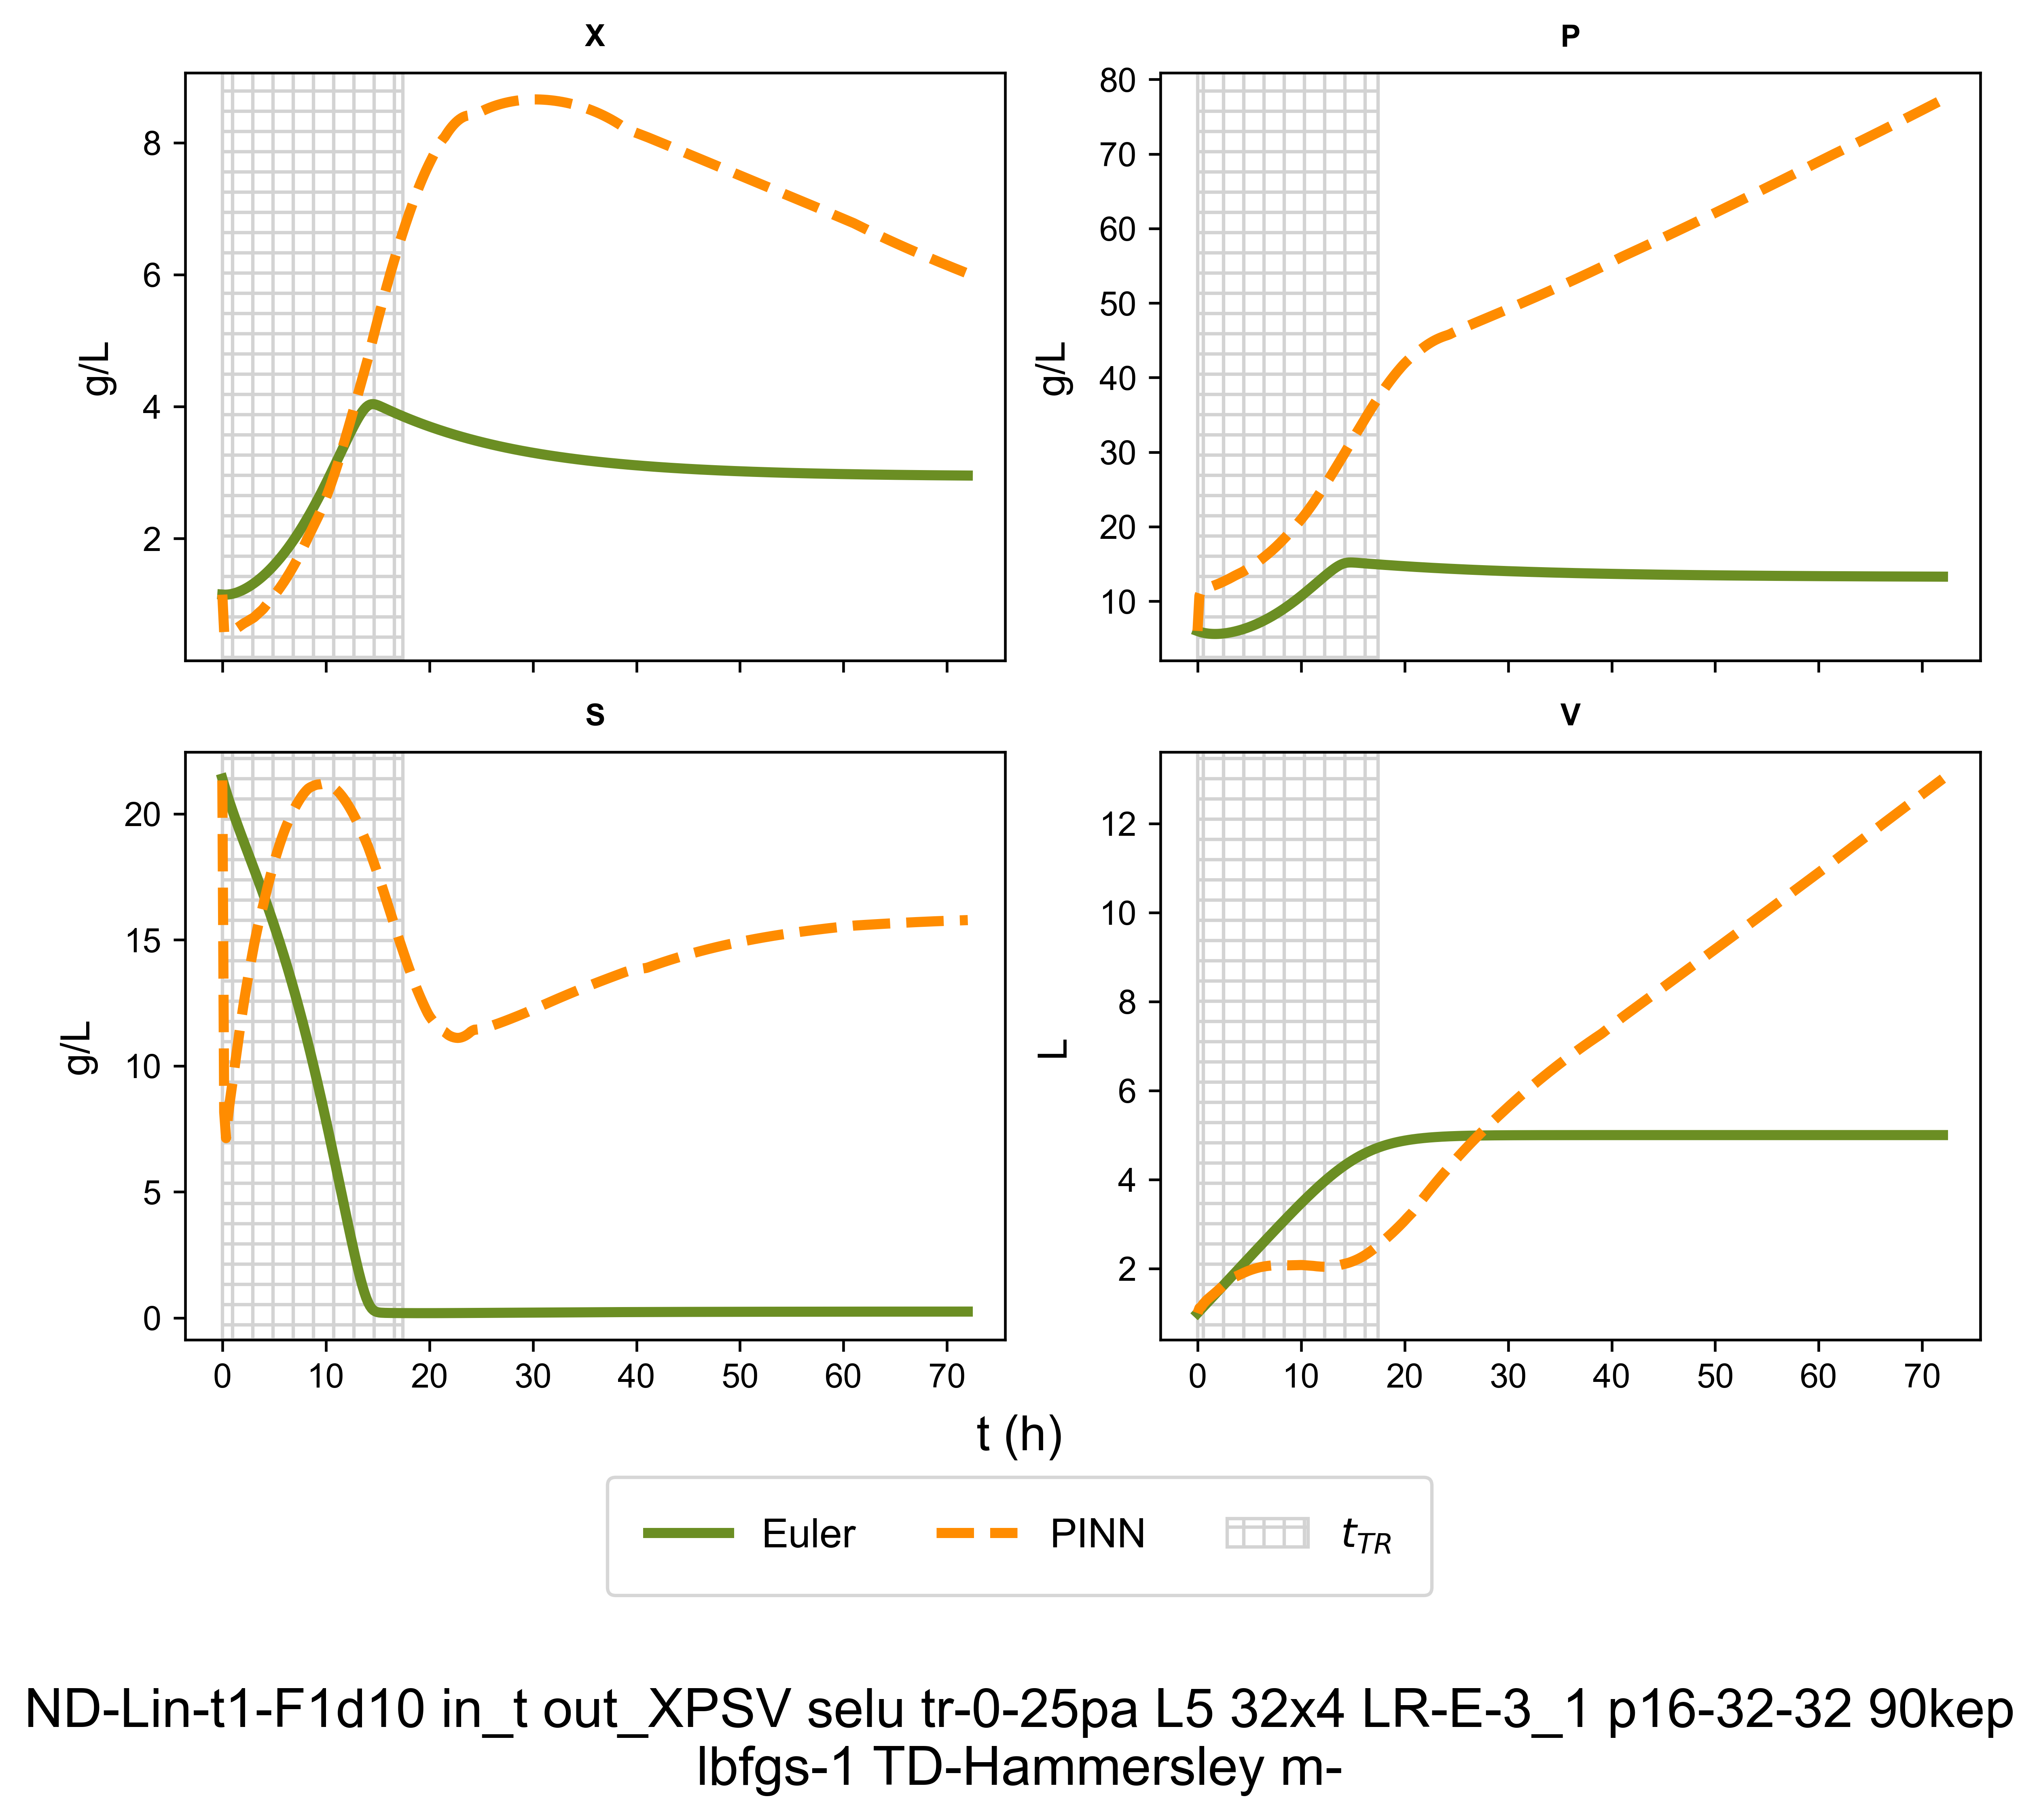 X
P
g/L
8
6
4
2
g/L
80
70
60
50
40
30
20
10
S
V
g/L
20
15
10
5
0
L
12
10
8
6
4
2
0 10 20 30 40 50 60 70
0 10 20 30 40 50 60 70
t (h)
Euler PINN t_TR
ND-Lin-t1-F1d10 in_t out_XPSV selu tr-0-25pa L5 32x4 LR-E-3_1 p16-32-32 90kep
lbfgs-1 TD-Hammersley m-